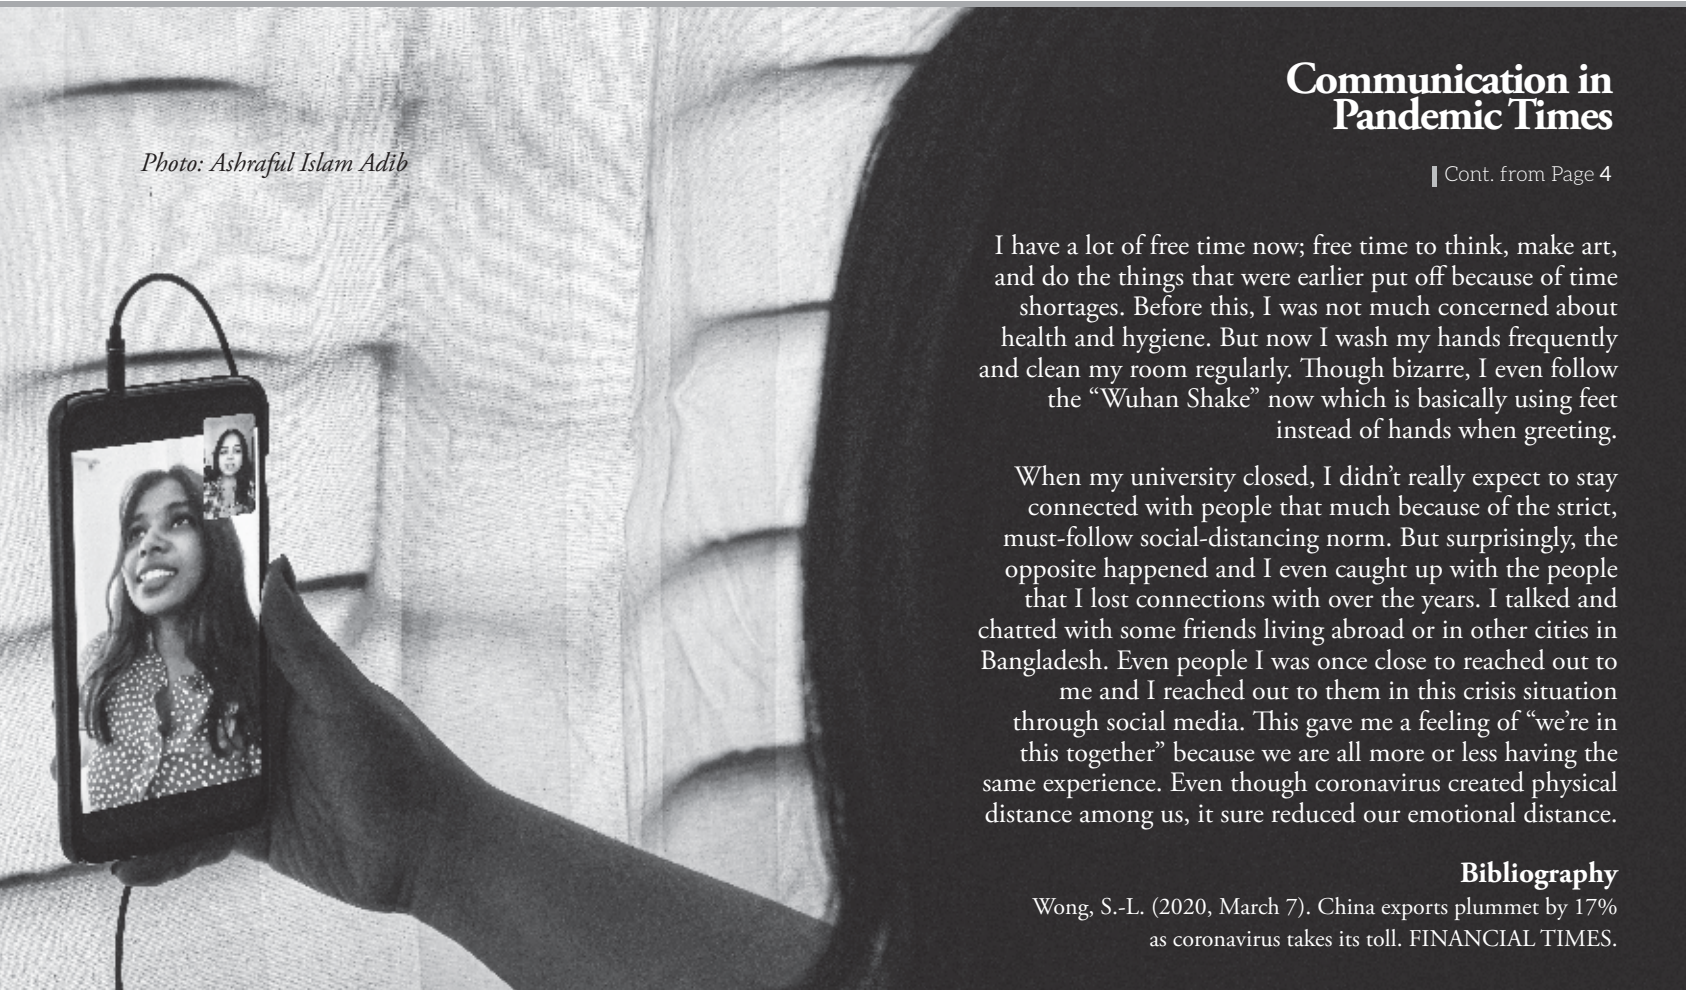 Communication in
Pandemic Times
Photo: Ashraful Islam Adib
Cont. from Page 4
I have a lot of free time now; free time to think, make art,
and do the things that were earlier put off because of time
shortages. Before this, I was not much concerned about
health and hygiene. But now I wash my hands frequently
and clean my room regularly. Though bizarre, I even follow
the “Wuhan Shake” now which is basically using feet
instead of hands when greeting.
When my university closed, I didn’t really expect to stay
connected with people that much because of the strict,
must-follow social-distancing norm. But surprisingly, the
opposite happened and I even caught up with the people
that I lost connections with over the years. I talked and
chatted with some friends living abroad or in other cities in
Bangladesh. Even people I was once close to reached out to
me and I reached out to them in this crisis situation
through social media. This gave me a feeling of “we’re in
this together” because we are all more or less having the
same experience. Even though coronavirus created physical
distance among us, it sure reduced our emotional distance.
Bibliography
Wong, S.-L. (2020, March 7). China exports plummet by 17%
as coronavirus takes its toll. FINANCIAL TIMES.